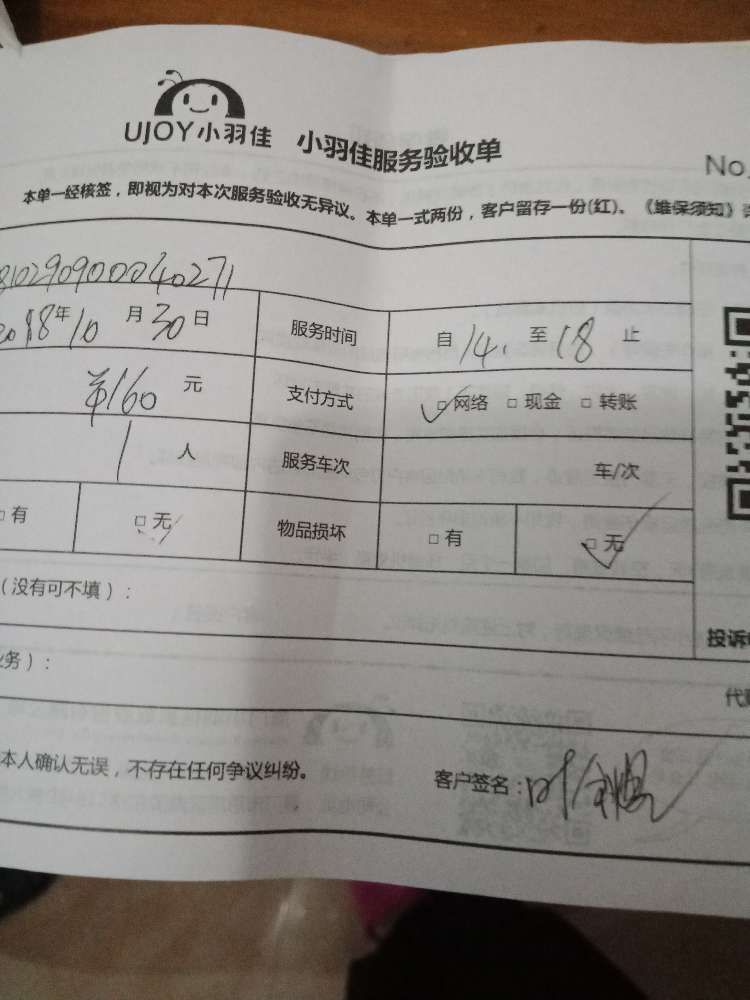 UJOY小羽佳 小羽佳服务验收单
No.
本单一经核签，即视为对本次服务验收无异议。本单一式两份，客户留存一份(红)、《维保须知》
810290900040271
2018年10月30日 服务时间 自14.至18止
¥160元 支付方式 □网络 □现金 □转账
1人 服务车次 车/次
□有 □无 物品损坏 □有 □无
（没有可不填）：
业务）：
投诉
代
本人确认无误，不存在任何争议纠纷。 客户签名：